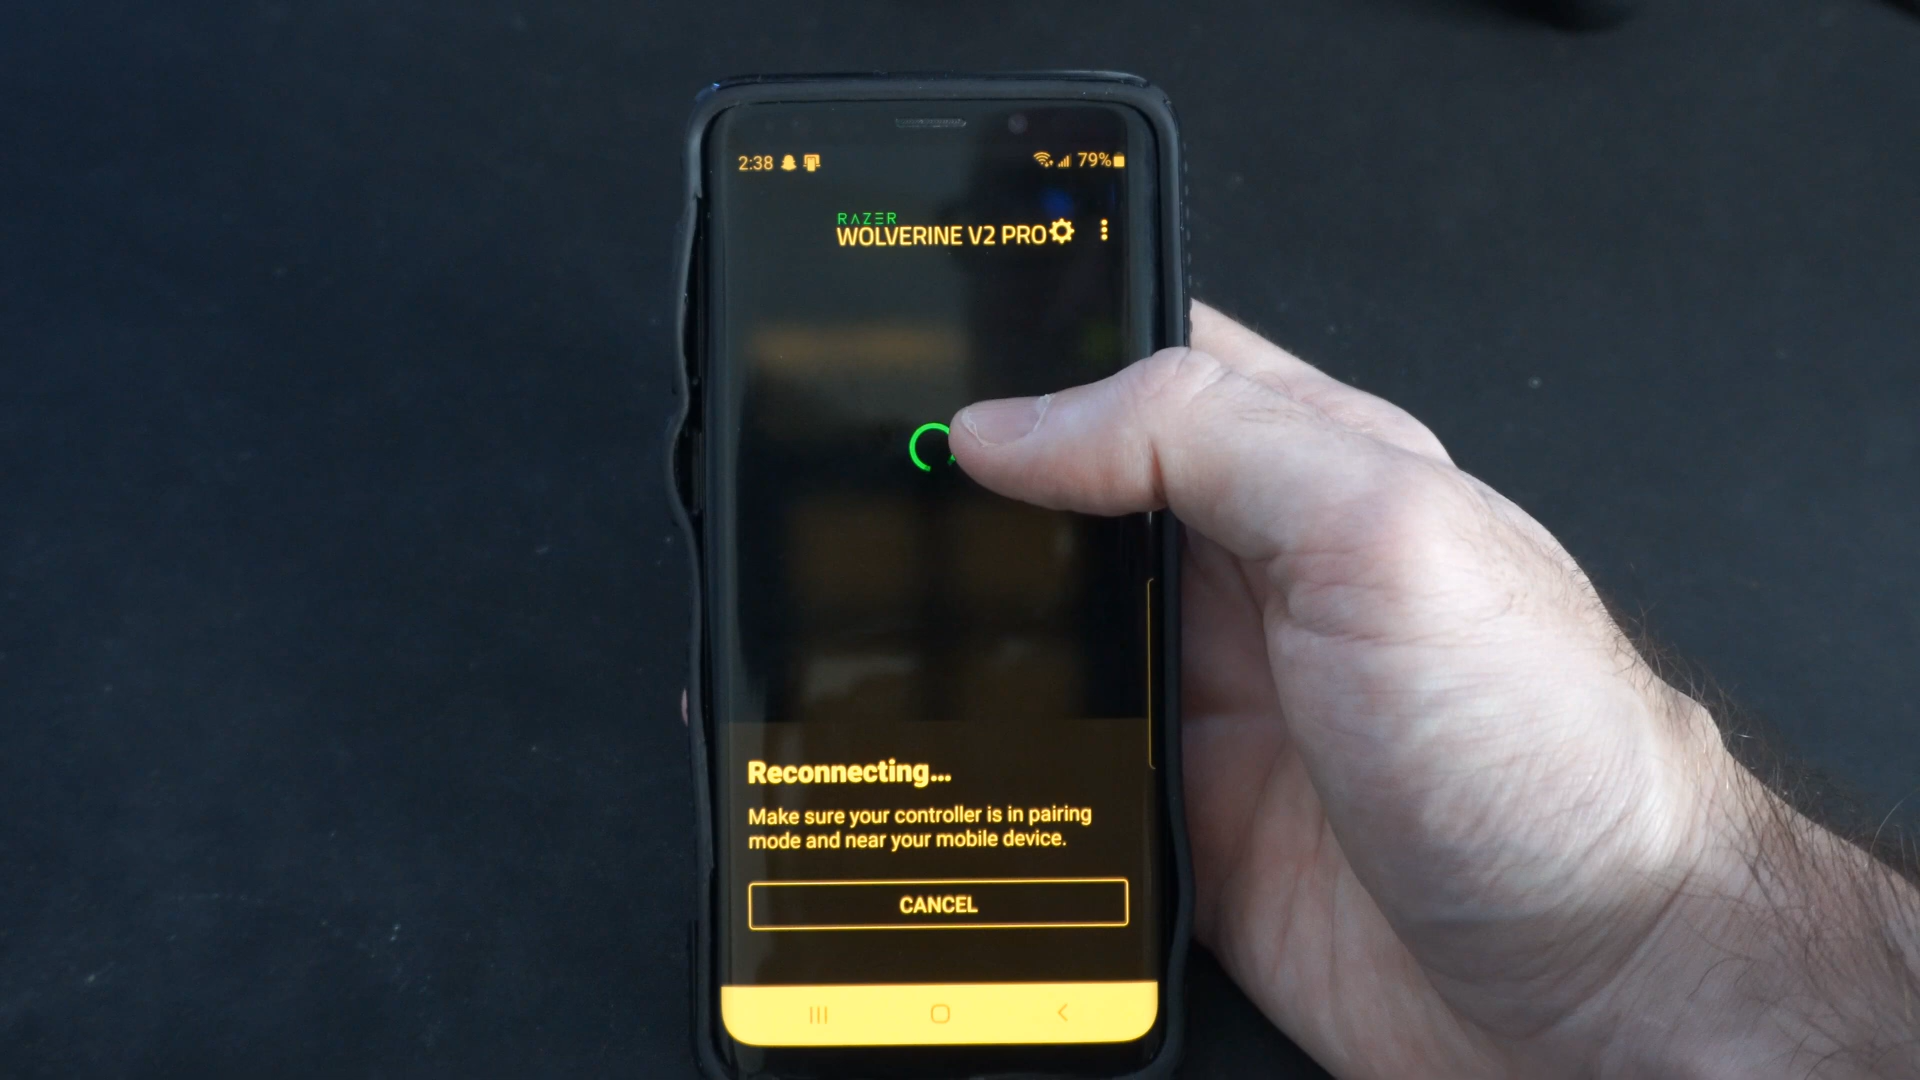 2:38 79%
RAZER
WOLVERINE V2 PRO
Reconnecting...
Make sure your controller is in pairing
mode and near your mobile device.
CANCEL